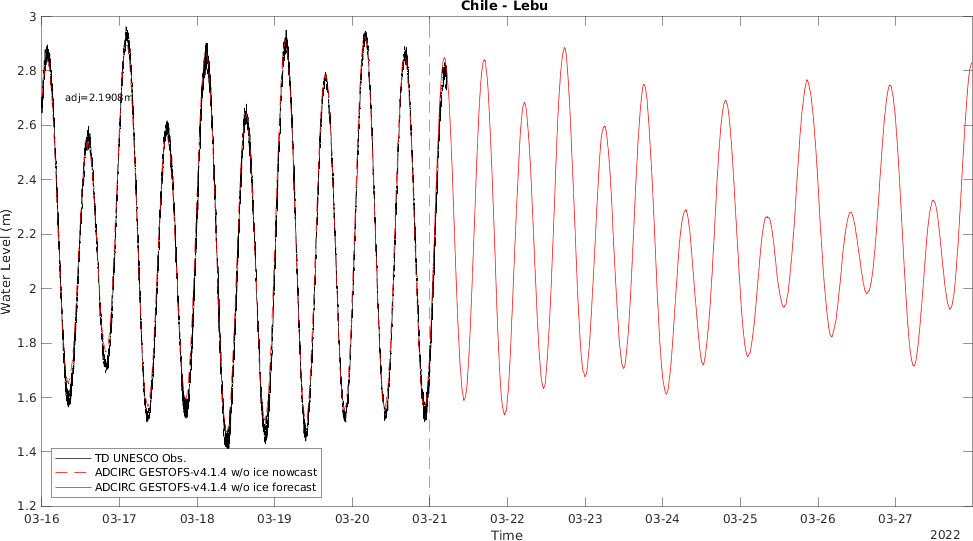 Chile - Lebu
3
2.8
adj=2.1908m
2.6
2.4
2.2
Water Level (m)
2
1.8
1.6
1.4
TD UNESCO Obs.
ADCIRC GESTOFS-v4.1.4 w/o ice nowcast
ADCIRC GESTOFS-v4.1.4 w/o ice forecast
1.2
03-16 03-17 03-18 03-19 03-20 03-21 03-22 03-23 03-24 03-25 03-26 03-27
Time
2022